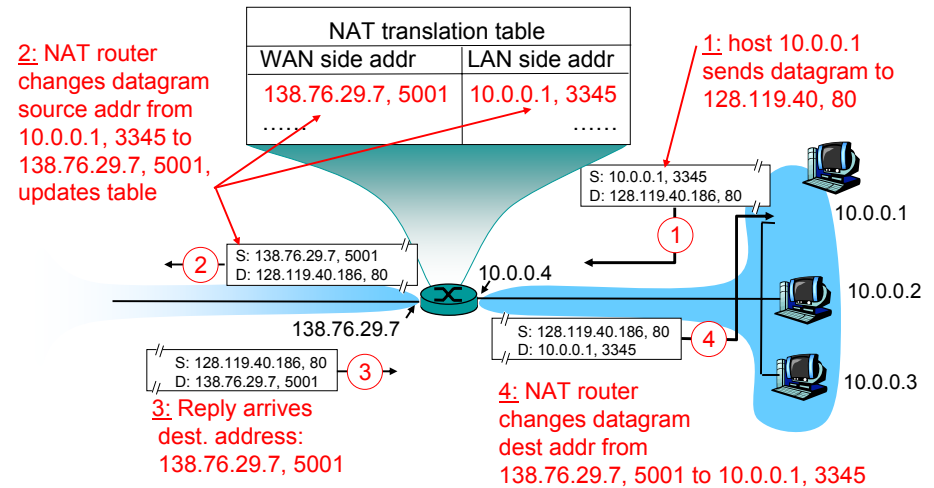 NAT translation table
WAN side addr LAN side addr
138.76.29.7, 5001 10.0.0.1, 3345
...... ......
2: NAT router
changes datagram
source addr from
10.0.0.1, 3345 to
138.76.29.7, 5001,
updates table
1: host 10.0.0.1
sends datagram to
128.119.40, 80
S: 10.0.0.1, 3345
D: 128.119.40.186, 80
1
10.0.0.1
S: 138.76.29.7, 5001
D: 128.119.40.186, 80
2
10.0.0.4
10.0.0.2
138.76.29.7
S: 128.119.40.186, 80
D: 10.0.0.1, 3345
4
S: 128.119.40.186, 80
D: 138.76.29.7, 5001
3
10.0.0.3
3: Reply arrives
dest. address:
138.76.29.7, 5001
4: NAT router
changes datagram
dest addr from
138.76.29.7, 5001 to 10.0.0.1, 3345